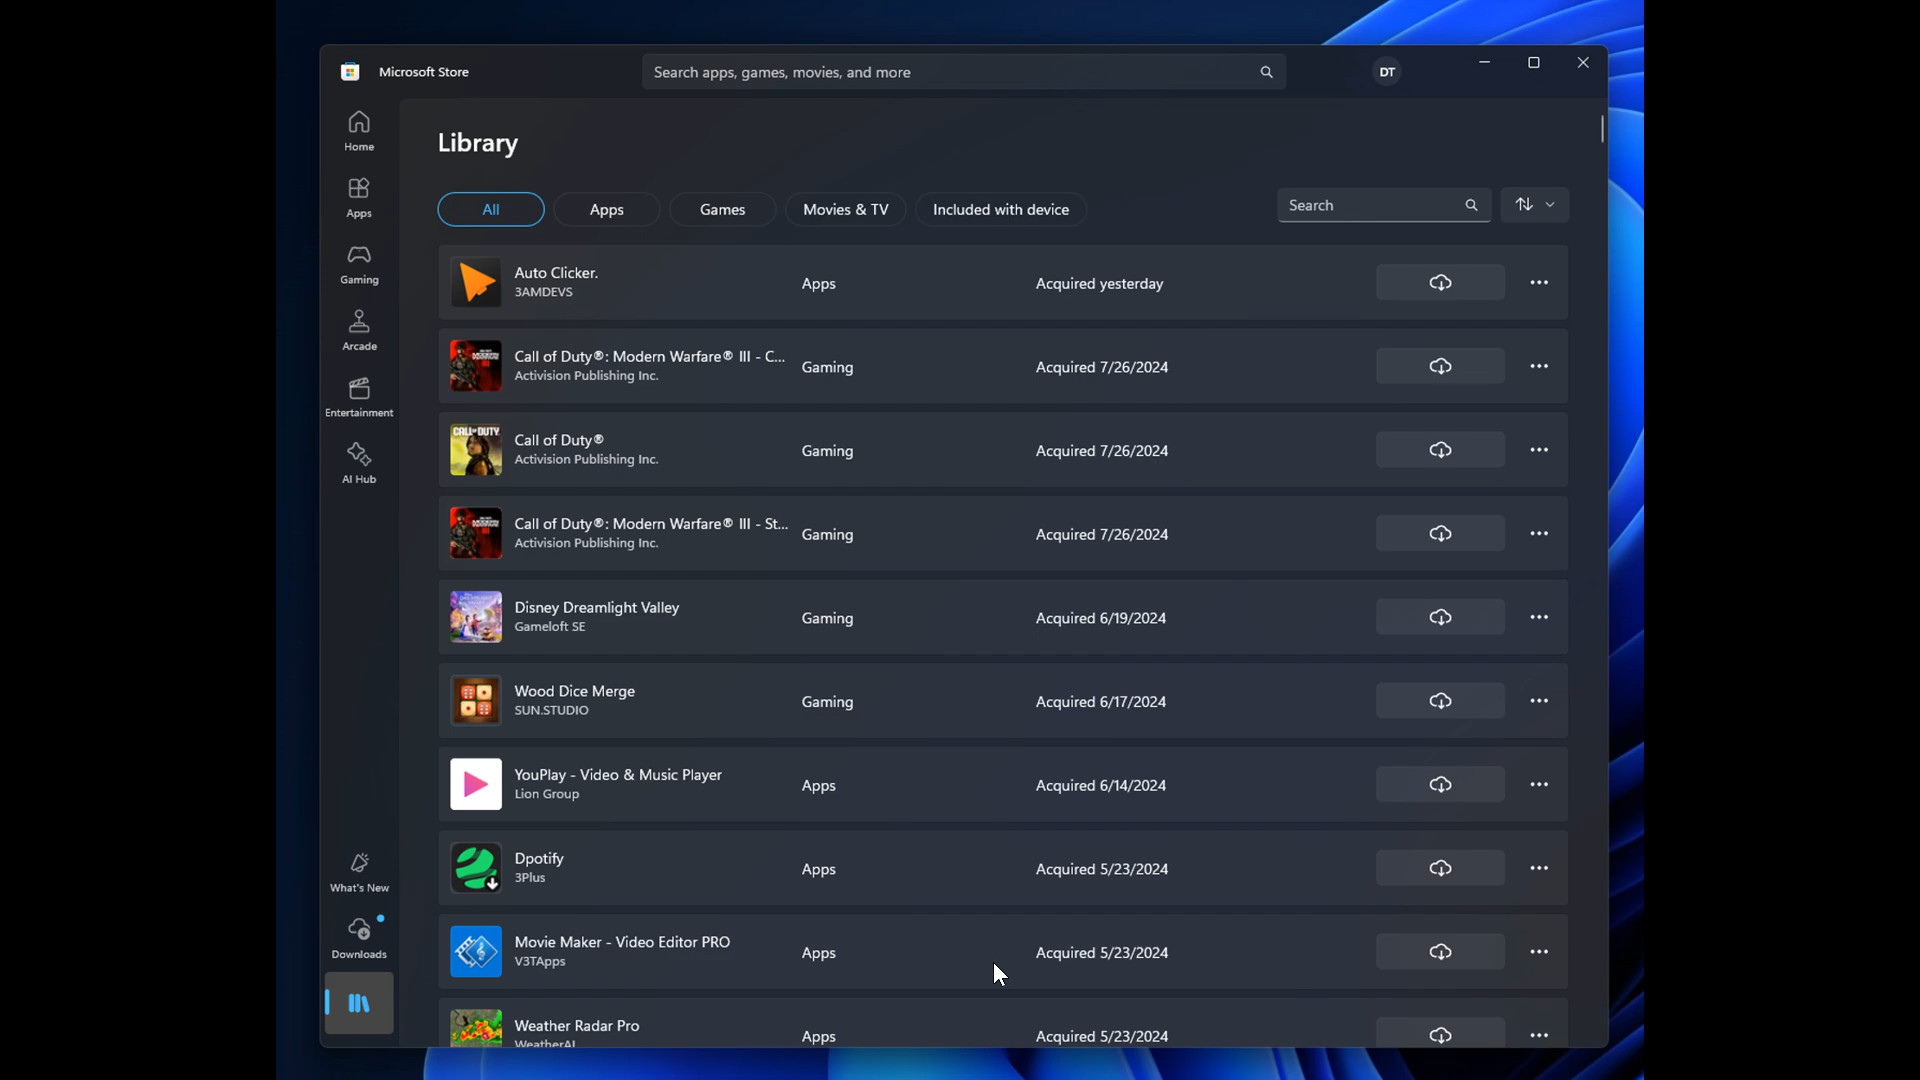 Microsoft Store
Search apps, games, movies, and more
DT
Home
Apps
Gaming
Arcade
Entertainment
AI Hub
What's New
Downloads
Library
All
Apps
Games
Movies & TV
Included with device
Search
Auto Clicker.
3AMDEVS
Apps
Acquired yesterday
Call of Duty®: Modern Warfare® III - C...
Activision Publishing Inc.
Gaming
Acquired 7/26/2024
CALL OF DUTY
Call of Duty®
Activision Publishing Inc.
Gaming
Acquired 7/26/2024
Call of Duty®: Modern Warfare® III - St...
Activision Publishing Inc.
Gaming
Acquired 7/26/2024
Disney Dreamlight Valley
Gameloft SE
Gaming
Acquired 6/19/2024
Wood Dice Merge
SUN.STUDIO
Gaming
Acquired 6/17/2024
YouPlay - Video & Music Player
Lion Group
Apps
Acquired 6/14/2024
Dpotify
3Plus
Apps
Acquired 5/23/2024
Movie Maker - Video Editor PRO
V3TApps
Apps
Acquired 5/23/2024
Weather Radar Pro
WeatherAI
Apps
Acquired 5/23/2024